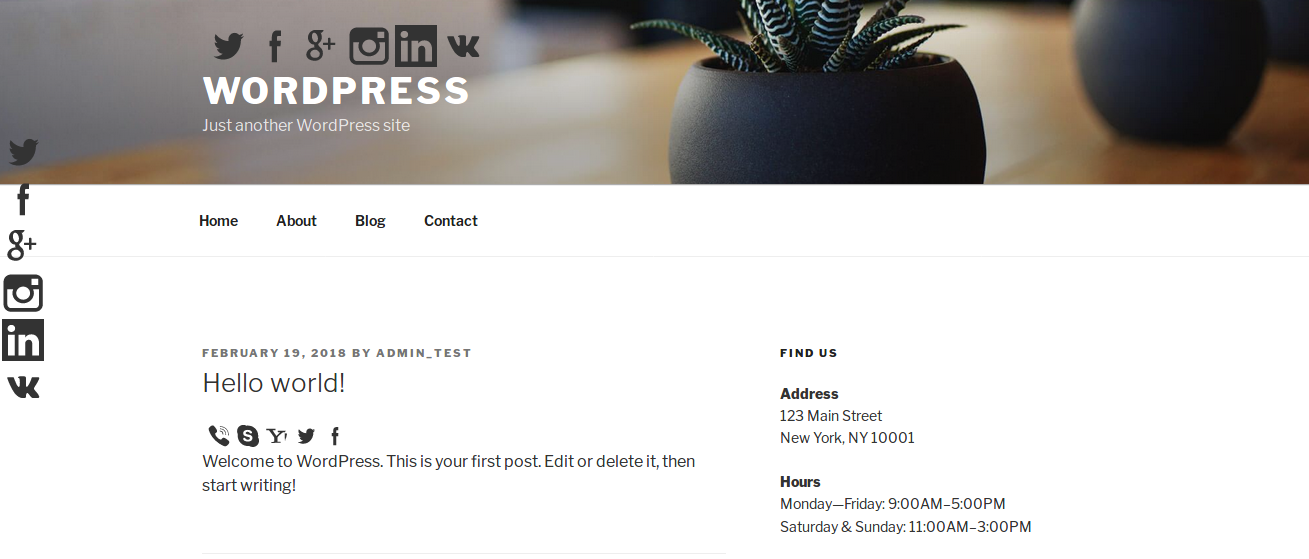 WORDPRESS
Just another WordPress site
Home About Blog Contact
FEBRUARY 19, 2018 BY ADMIN_TEST
Hello world!
Welcome to WordPress. This is your first post. Edit or delete it, then
start writing!
FIND US
Address
123 Main Street
New York, NY 10001
Hours
Monday—Friday: 9:00AM–5:00PM
Saturday & Sunday: 11:00AM–3:00PM